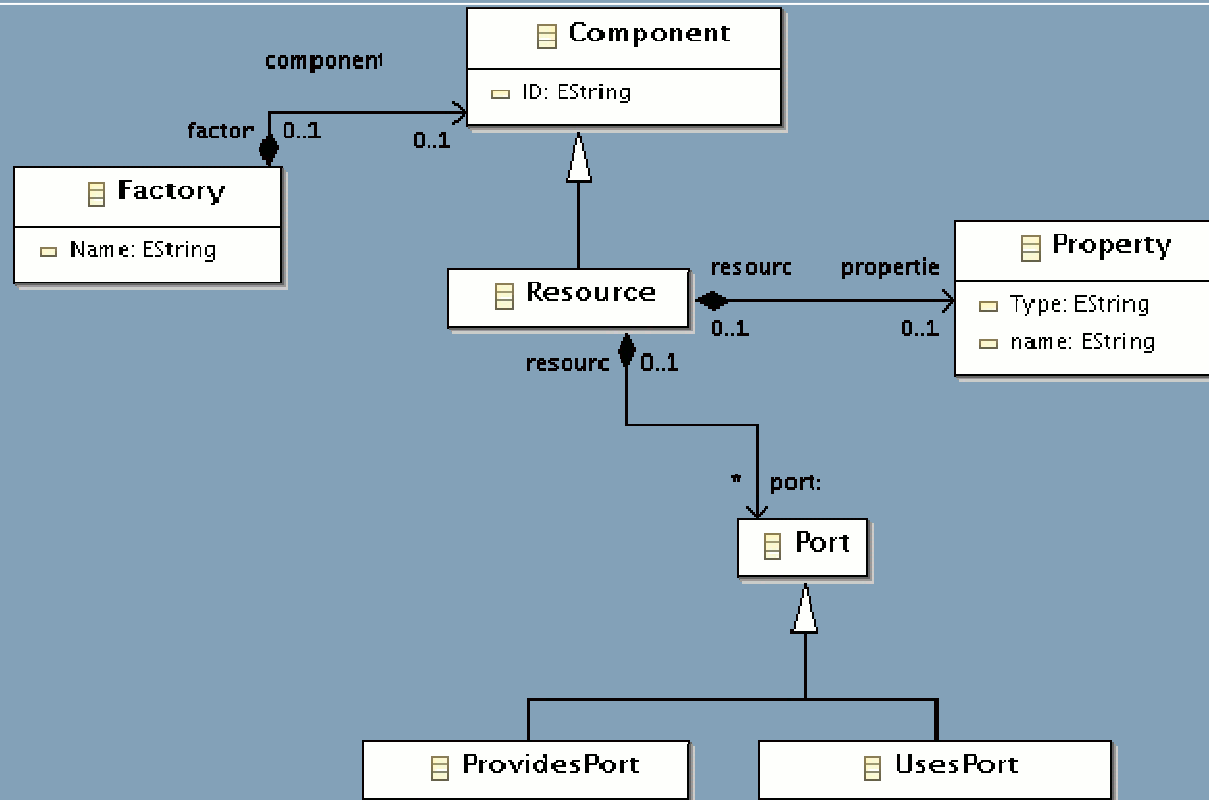 Component
component
ID: EString
factor
0..1
0..1
Factory
Name: EString
Property
resourc
propertie
Resource
Type: EString
0..1
0..1
name: EString
resourc
0..1
*
port:
Port
ProvidesPort
UsesPort